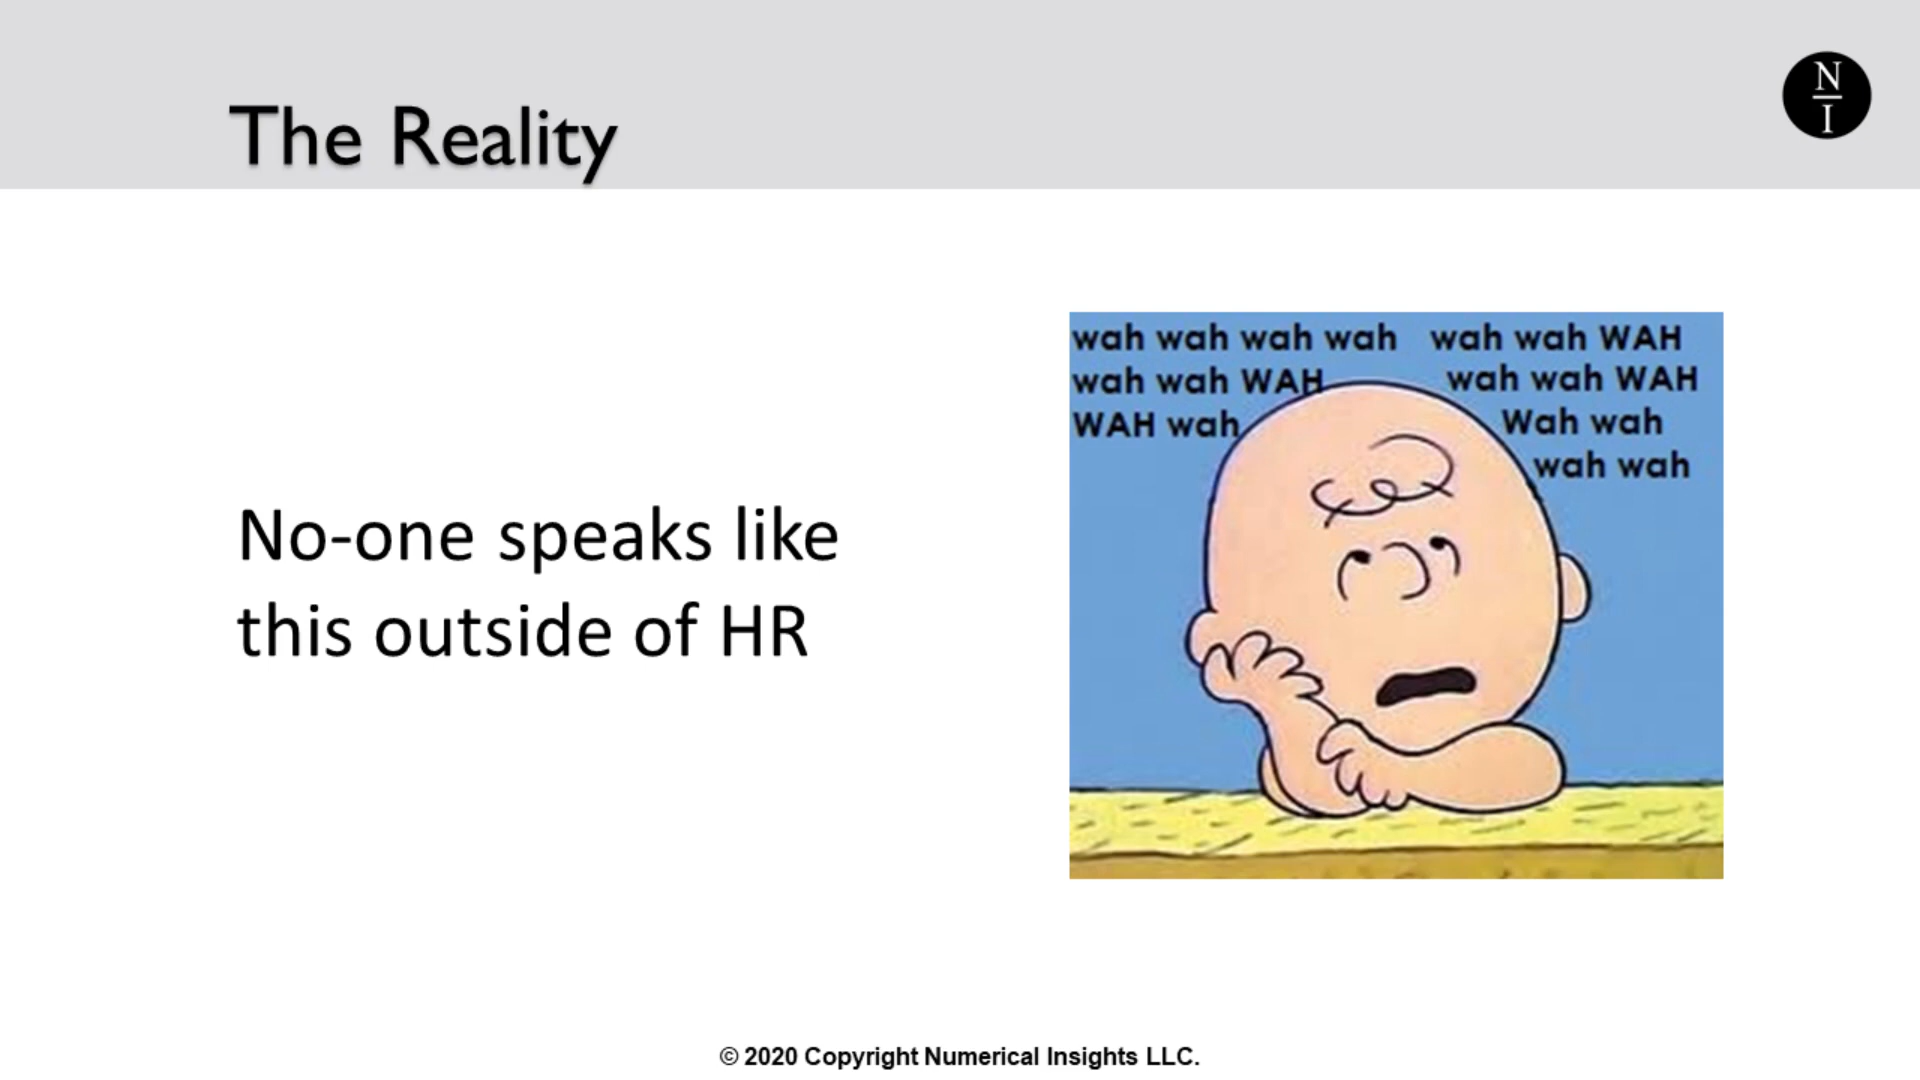 The Reality
N
I
No-one speaks like
this outside of HR
wah wah wah wah wah wah WAH
wah wah WAH wah wah WAH
WAH wah Wah wah
wah wah
© 2020 Copyright Numerical Insights LLC.